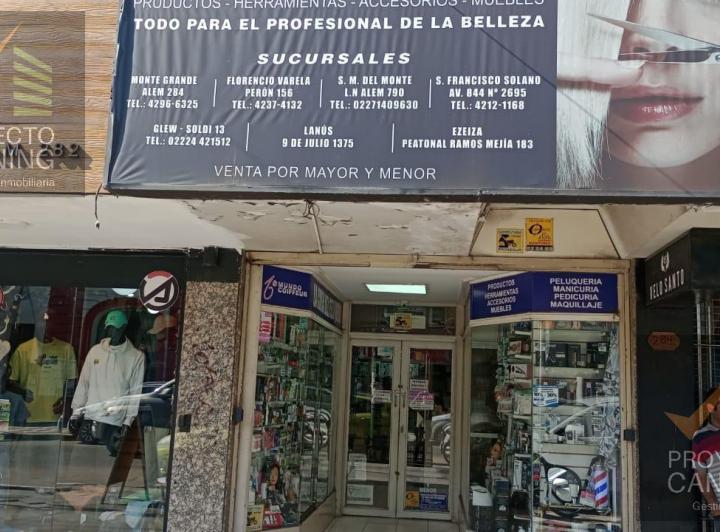 PRODUCTOS - HERRAMIENTAS - ACCESORIOS - MUEBLES
TODO PARA EL PROFESIONAL DE LA BELLEZA
SUCURSALES
MONTE GRANDE
ALEM 284
TEL.: 4296-6325
FLORENCIO VARELA
PERÓN 156
TEL.: 4237-4132
S. M. DEL MONTE
L.N ALEM 790
TEL.: 02271409630
S. FRANCISCO SOLANO
AV. 844 Nº 2695
TEL.: 4212-1168
GLEW - SOLDI 13
TEL.: 02224 421512
LANÚS
9 DE JULIO 1375
EZEIZA
PEATONAL RAMOS MEJÍA 183
VENTA POR MAYOR Y MENOR
282
MUNDO
COIFFEUR
PRODUCTOS
HERRAMIENTAS
ACCESORIOS
MUEBLES
PELUQUERIA
MANICURIA
PEDICURIA
MAQUILLAJE
VELO SANTO
284